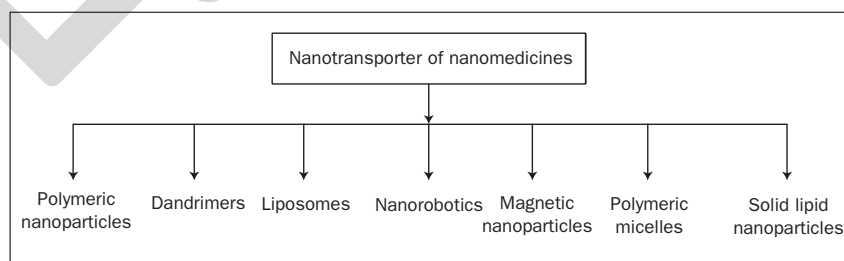 Nanotransporter of nanomedicines
Polymeric
nanoparticles
Dandrimers
Liposomes
Nanorobotics
Magnetic
nanoparticles
Polymeric
micelles
Solid lipid
nanoparticles